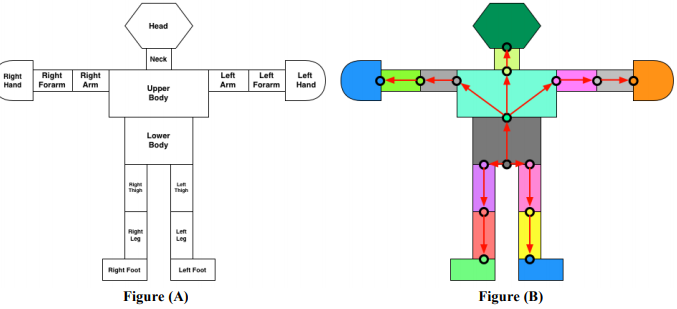 Head
Neck
Right
Hand
Right
Forarm
Right
Arm
Upper
Body
Left
Arm
Left
Forarm
Left
Hand
Lower
Body
Right
Thigh
Left
Thigh
Right
Leg
Left
Leg
Right Foot
Left Foot
Figure (A)
Figure (B)